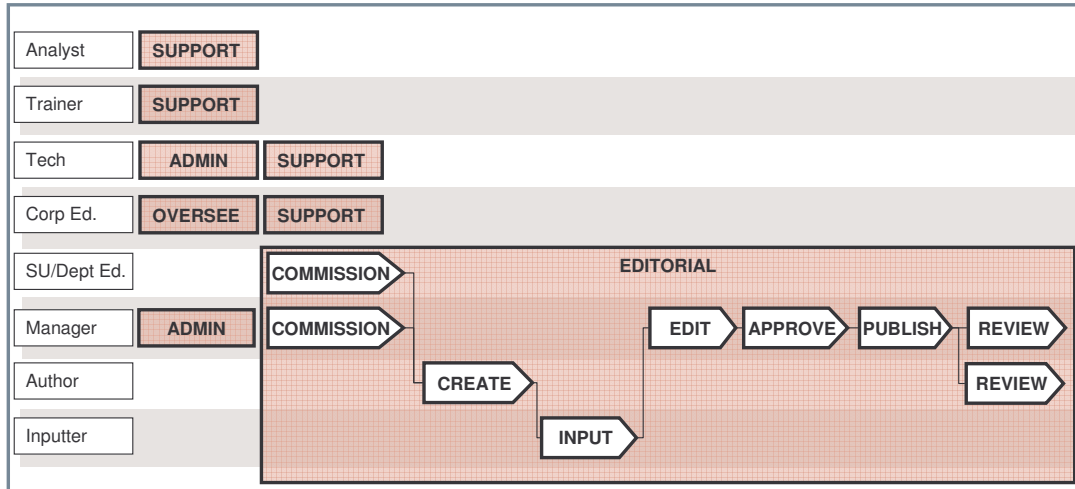 Analyst SUPPORT
Trainer SUPPORT
Tech ADMIN SUPPORT
Corp Ed. OVERSEE SUPPORT
EDITORIAL
SU/Dept Ed. COMMISSION
Manager ADMIN COMMISSION EDIT APPROVE PUBLISH REVIEW
Author CREATE REVIEW
Inputter INPUT